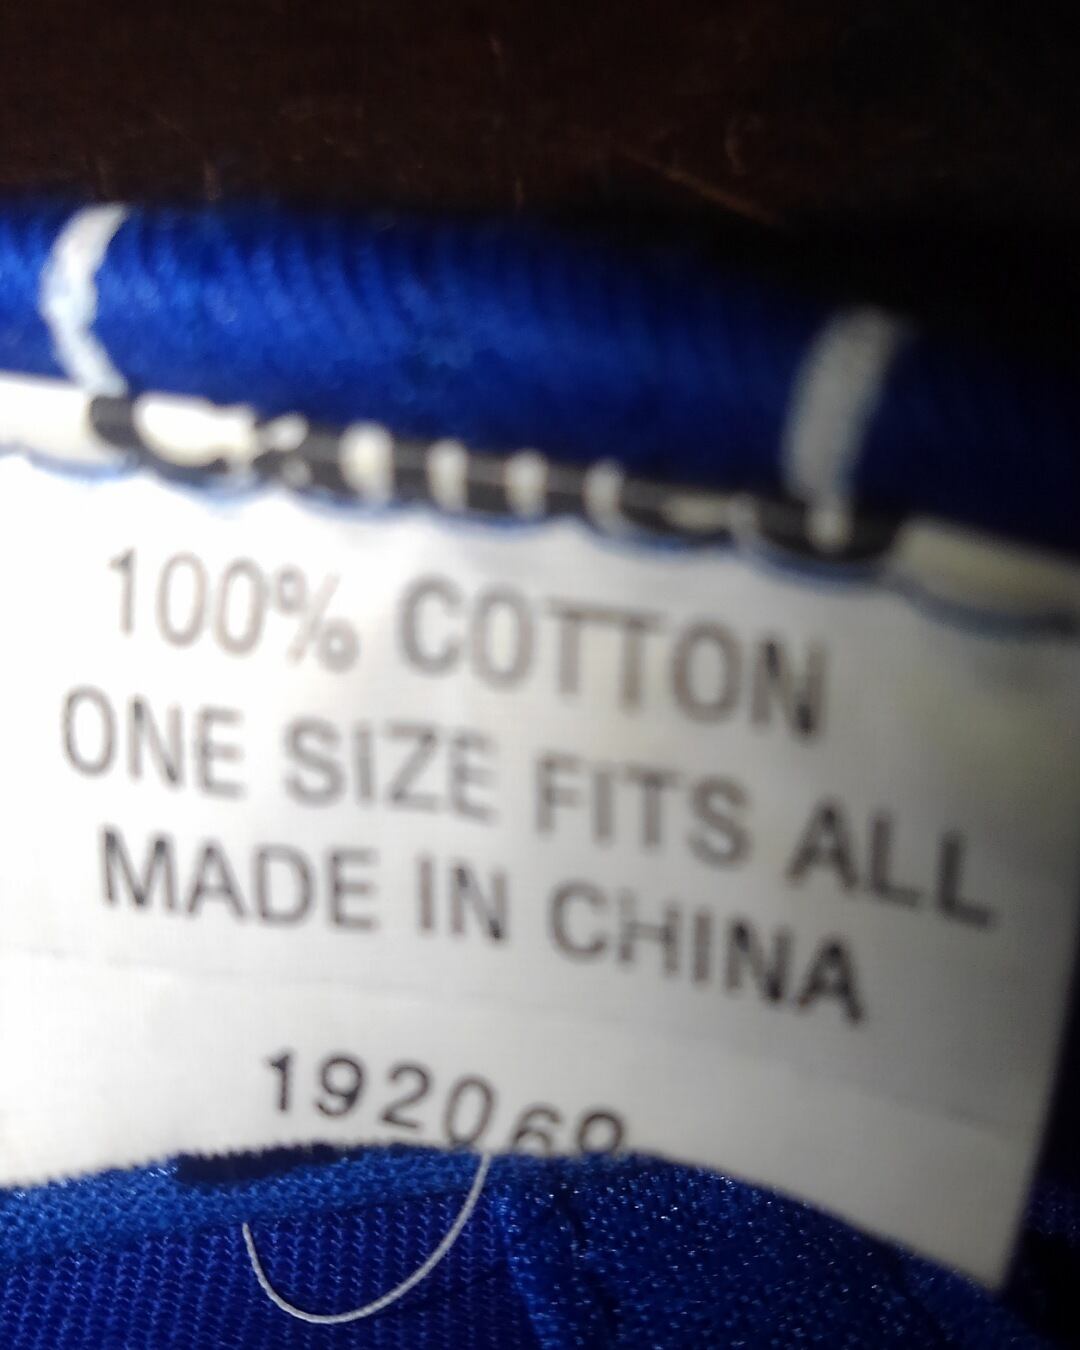 100% COTTON
ONE SIZE FITS ALL
MADE IN CHINA